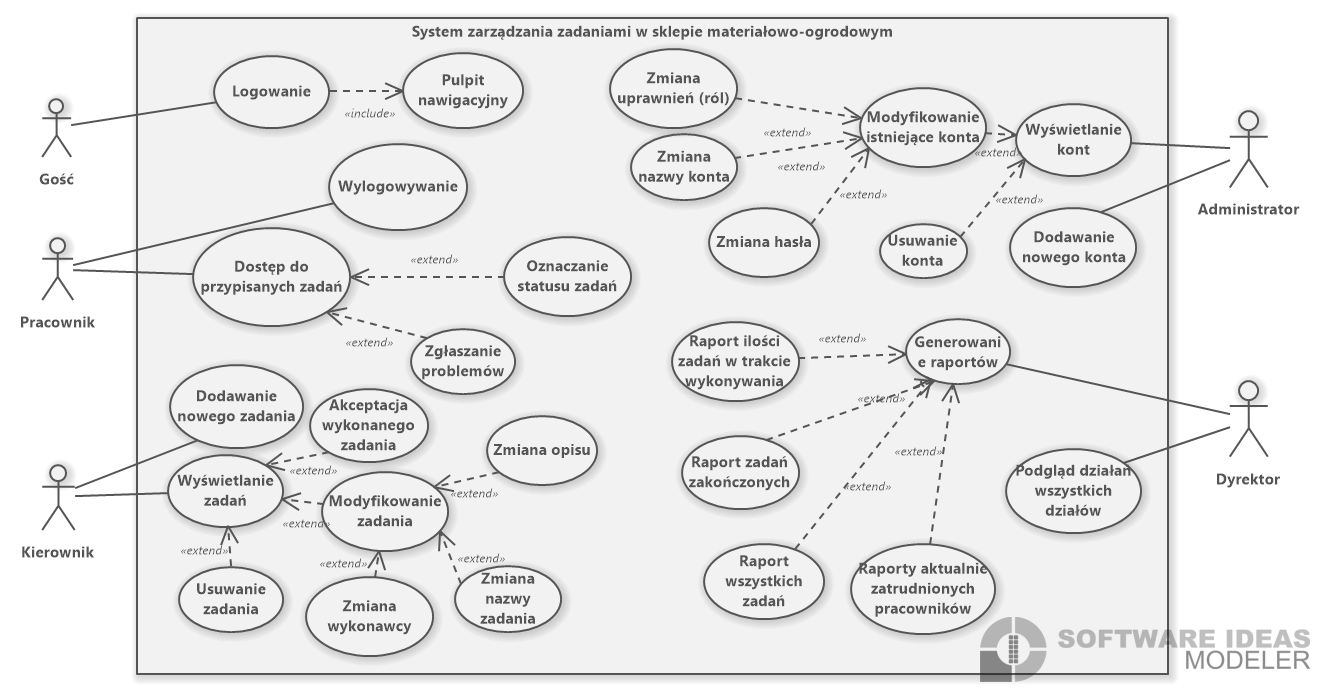 System zarządzania zadaniami w sklepie materiałowo-ogrodowym
Logowanie
«include»
Pulpit
nawigacyjny
Gość
Wylogowywanie
Pracownik
Dostęp do
przypisanych zadań
«extend»
Oznaczanie
statusu zadań
«extend»
Zgłaszanie
problemów
Zmiana
uprawnień (ról)
«extend»
Zmiana
nazwy konta
«extend»
Zmiana hasła
«extend»
Modyfikowanie
istniejące konta
«extend»
Wyświetlanie
kont
Usuwanie
konta
«extend»
Dodawanie
nowego konta
Administrator
Dodawanie
nowego zadania
Akceptacja
wykonanego
zadania
«extend»
Wyświetlanie
zadań
Kierownik
Modyfikowanie
zadania
«extend»
Zmiana opisu
«extend»
Usuwanie
zadania
«extend»
Zmiana
wykonawcy
«extend»
Zmiana
nazwy
zadania
«extend»
Raport ilości
zadań w trakcie
wykonywania
«extend»
Generowani
e raportów
Raport zadań
zakończonych
«extend»
Raport
wszystkich
zadań
«extend»
Raporty aktualnie
zatrudnionych
pracowników
«extend»
Podgląd działań
wszystkich
działów
Dyrektor
SOFTWARE IDEAS
MODELER